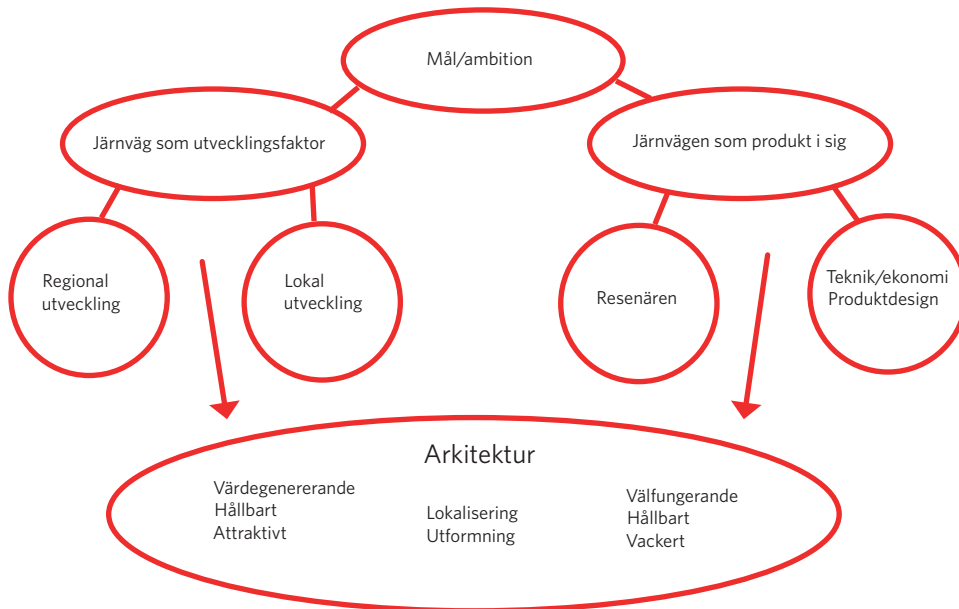 Mål/ambition
Järnväg som utvecklingsfaktor
Järnvägen som produkt i sig
Regional
utveckling
Lokal
utveckling
Resenären
Teknik/ekonomi
Produktdesign
Arkitektur
Värdegenererande
Hållbart
Attraktivt
Lokalisering
Utformning
Välfungerande
Hållbart
Vackert